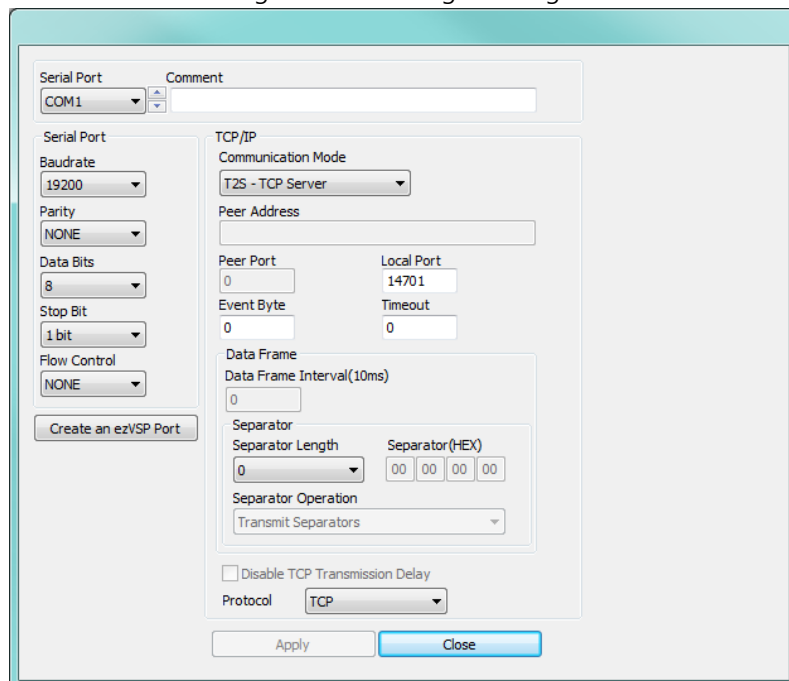 Serial Port Comment
COM1
Serial Port
Baudrate
19200
Parity
NONE
Data Bits
8
Stop Bit
1 bit
Flow Control
NONE
Create an ezVSP Port
TCP/IP
Communication Mode
T2S - TCP Server
Peer Address
Peer Port Local Port
0 14701
Event Byte Timeout
0 0
Data Frame
Data Frame Interval(10ms)
0
Separator
Separator Length Separator(HEX)
0 00 00 00 00
Separator Operation
Transmit Separators
Disable TCP Transmission Delay
Protocol TCP
Apply Close